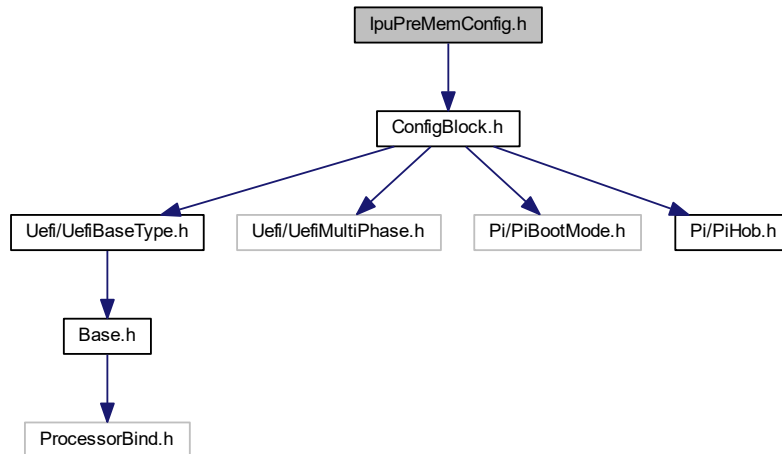 IpuPreMemConfig.h
ConfigBlock.h
Uefi/UefiBaseType.h
Uefi/UefiMultiPhase.h
Pi/PiBootMode.h
Pi/PiHob.h
Base.h
ProcessorBind.h